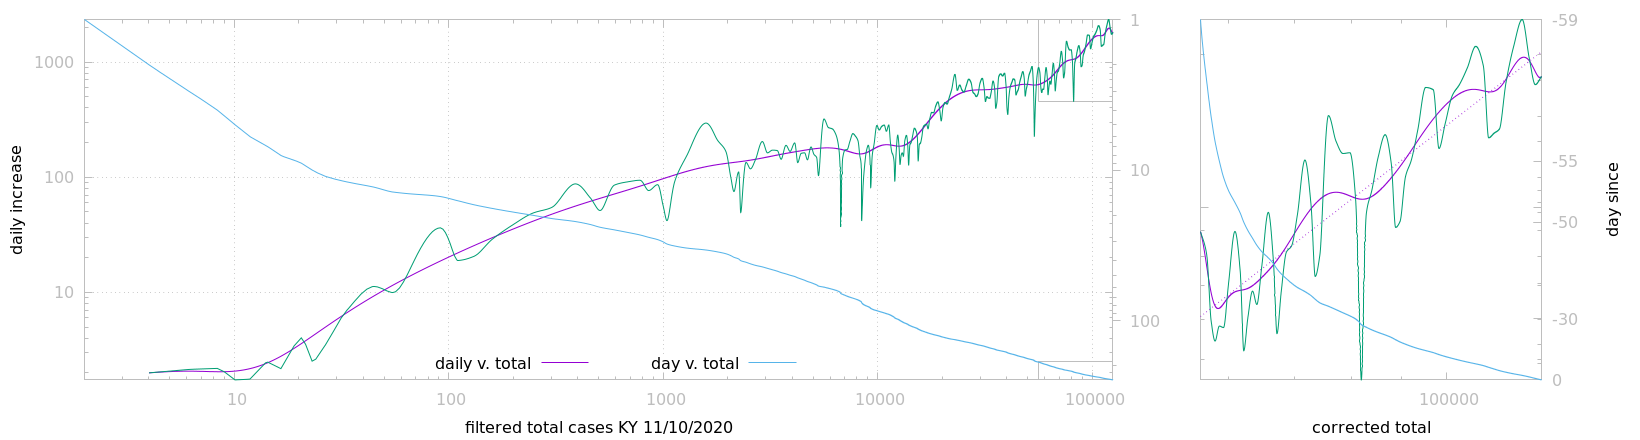 daily increase
1000
100
10
daily v. total
day v. total
10
100
1000
10000
100000
filtered total cases KY 11/10/2020
1
10
100
-59
-55
-50
-30
0
day since
100000
corrected total